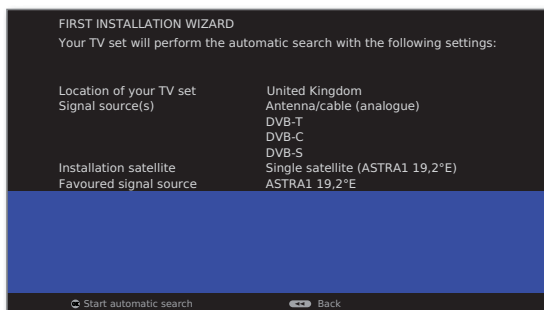 FIRST INSTALLATION WIZARD
Your TV set will perform the automatic search with the following settings:
Location of your TV set United Kingdom
Signal source(s) Antenna/cable (analogue)
DVB-T
DVB-C
DVB-S
Installation satellite Single satellite (ASTRA1 19,2°E)
Favoured signal source ASTRA1 19,2°E
OK Start automatic search Back